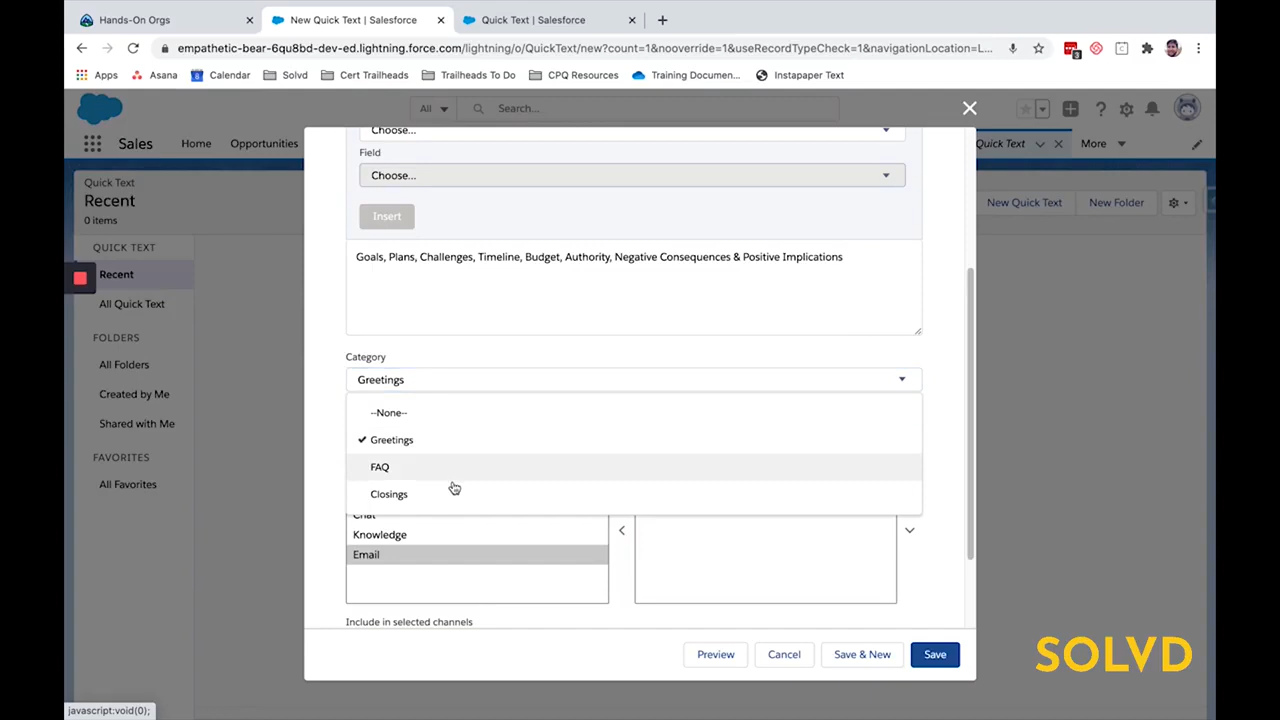 Hands-On Orgs
New Quick Text | Salesforce
Quick Text | Salesforce
empathetic-bear-6qu8bd-dev-ed.lightning.force.com/lightning/o/QuickText/new?count=1&nooverride=1&useRecordTypeCheck=1&navigationLocation=L...
3
Apps
Asana
8
Calendar
Solvd
Cert Trailheads
Trailheads To Do
CPQ Resources
Training Documen...
Instapaper Text
All
Search...
Sales
Home
Opportunities
Quick Text
More
Choose...
Field
Choose...
Insert
Goals, Plans, Challenges, Timeline, Budget, Authority, Negative Consequences & Positive Implications
Category
Greetings
--None--
Greetings
FAQ
Closings
Chat
Knowledge
Email
Include in selected channels
Preview
Cancel
Save & New
Save
Quick Text
Recent
0 items
New Quick Text
New Folder
QUICK TEXT
Recent
All Quick Text
FOLDERS
All Folders
Created by Me
Shared with Me
FAVORITES
All Favorites
SOLVD
javascript:void(0);